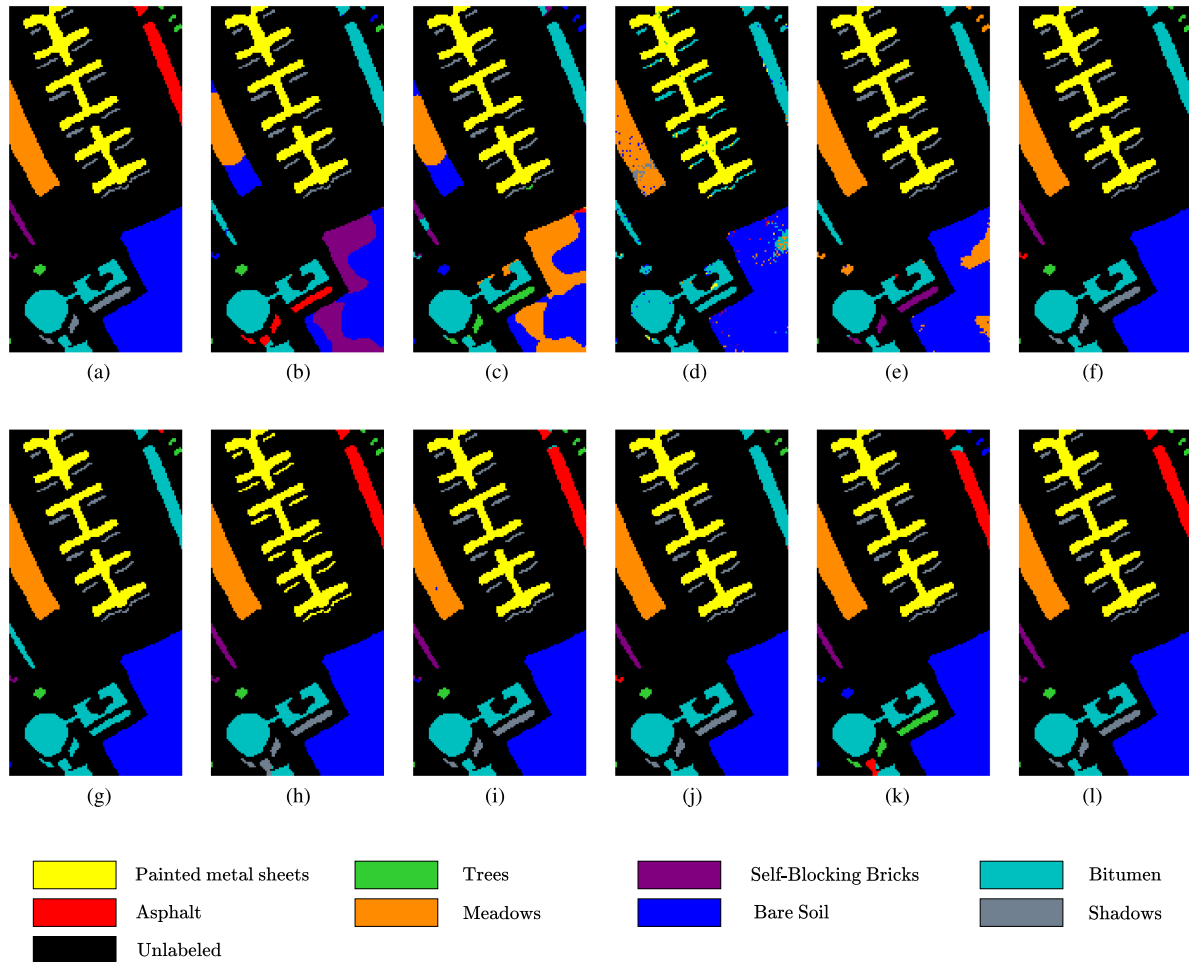 (a) (b) (c) (d) (e) (f)
(g) (h) (i) (j) (k) (l)
Painted metal sheets Trees Self-Blocking Bricks Bitumen
Asphalt Meadows Bare Soil Shadows
Unlabeled